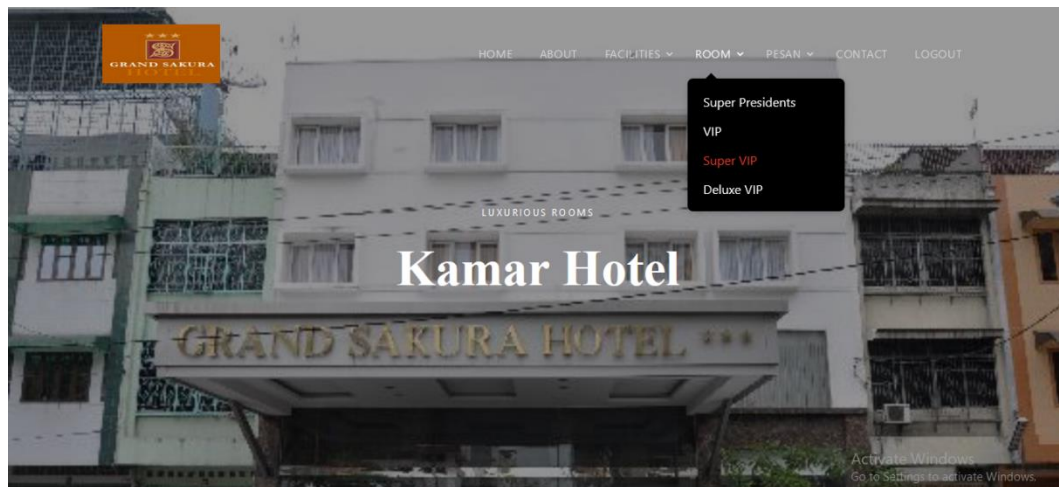 ★★★
GRAND SAKURA
HOTEL
HOME ABOUT FACILITIES ROOM PESAN CONTACT LOGOUT
Super Presidents
VIP
Super VIP
Deluxe VIP
LUXURIOUS ROOMS
Kamar Hotel
GRAND SAKURA HOTEL ***
Activate Windows
Go to Settings to activate Windows.